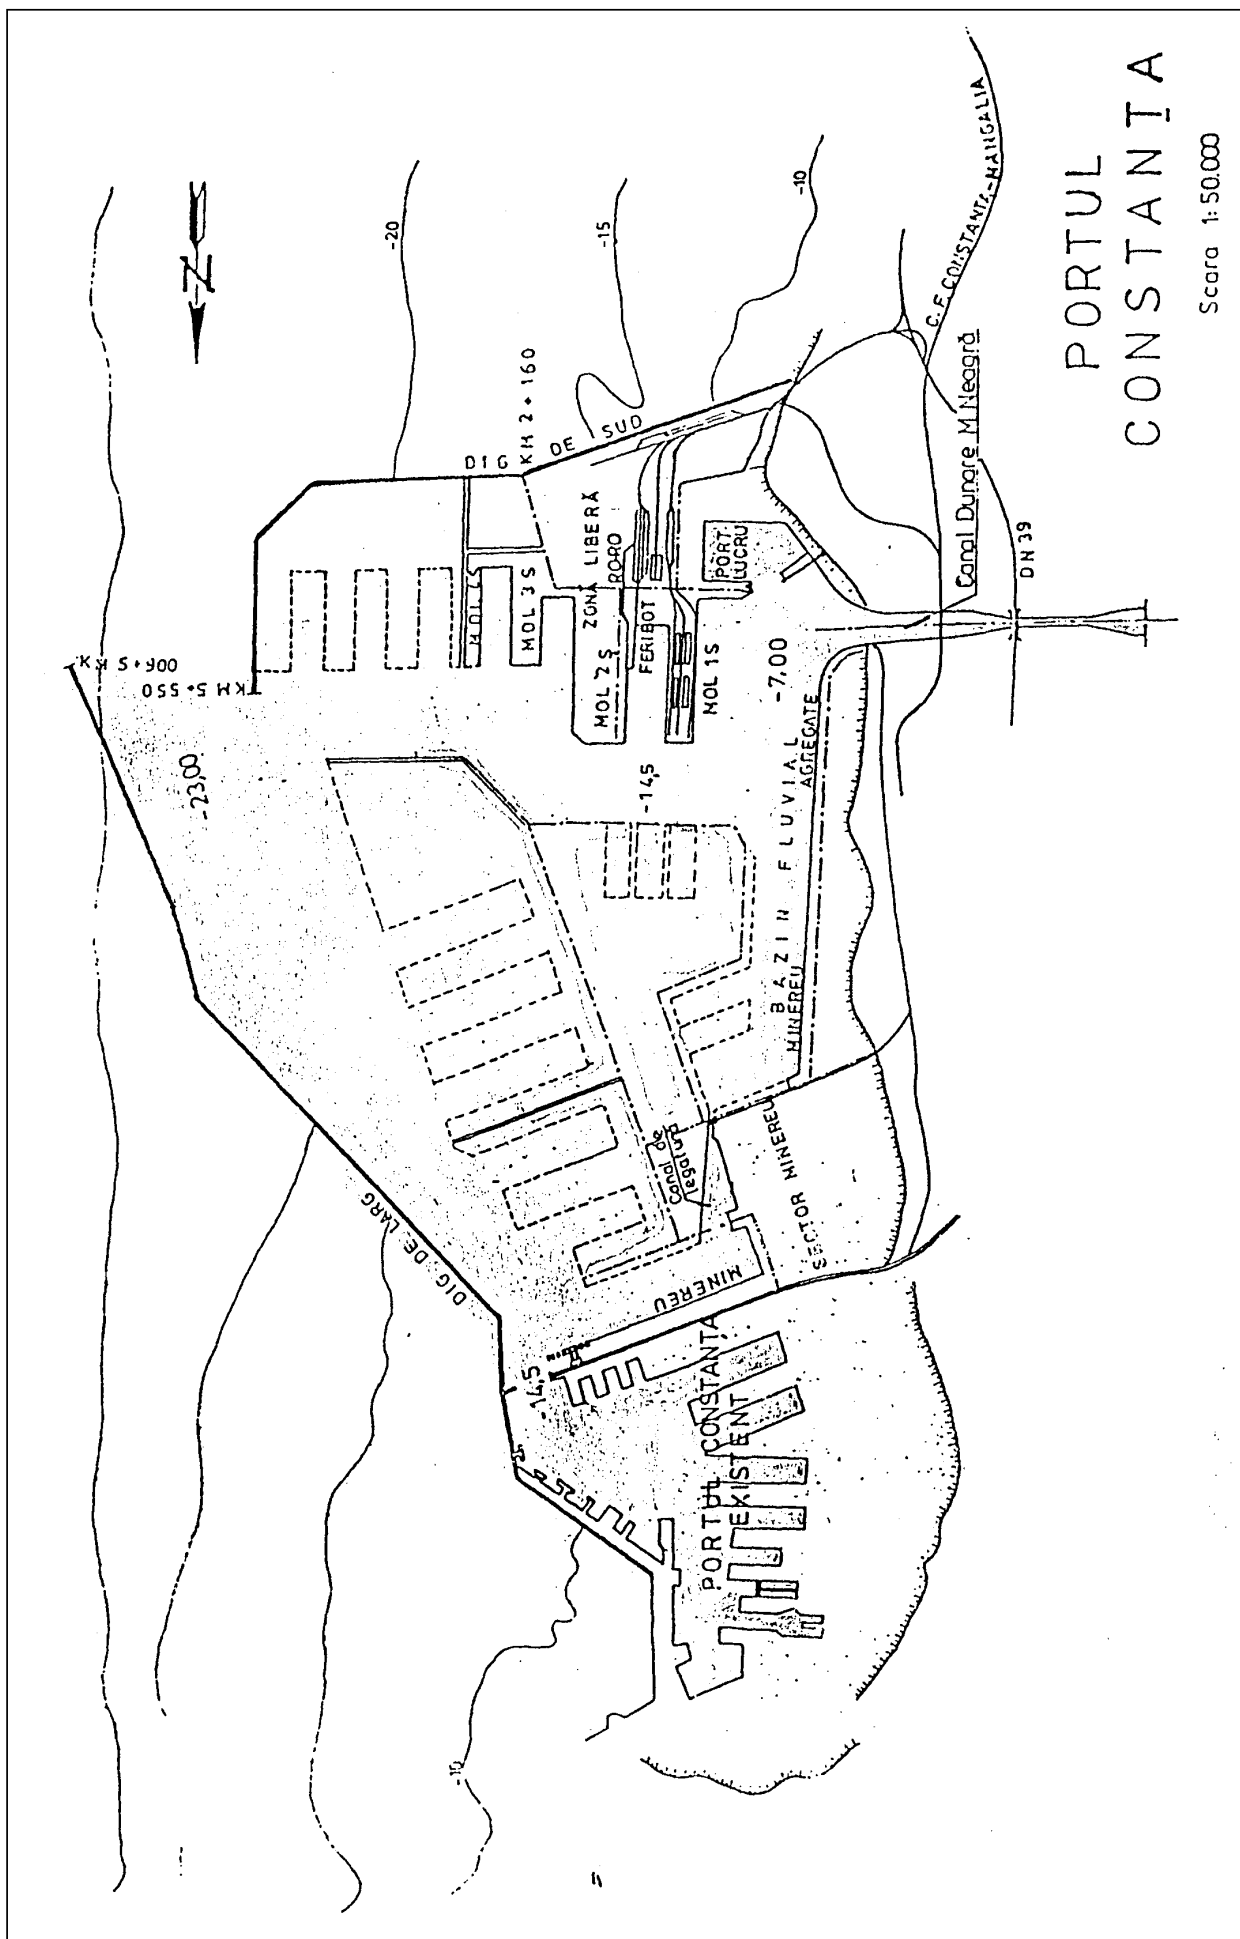 PORTUL
CONSTANȚA
Scara 1:50.000
N
-20
-15
-10
C.F. CONSTANTA-MANGALIA
Canal Dunare M.Neagră
DN 39
KM 2+160
DIG DE SUD
ZONA LIBERĂ
RORO
FERIBOT
PORT
LUCRU
MOL 4S
MOL 3S
MOL 2S
MOL 1S
KM 5+900
KM 5+550
-23,00
-14,5
-7,00
BAZIN FLUVIAL
AGREGATE
MINEREU
Canal de
legatura
SECTOR MINEREU
MINEREU
DIG DE LARG
-14,5
PORTUL CONSTANȚA
EXISTENT
-10